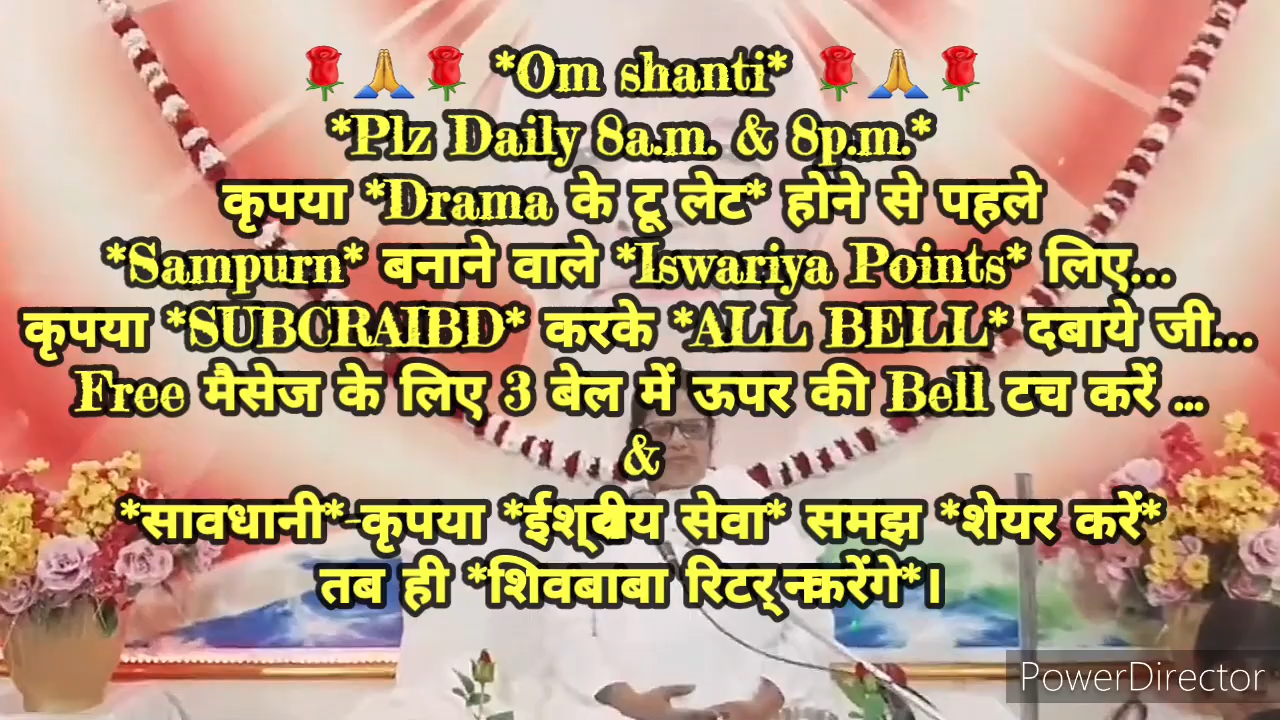 🌹🙏🌹 *Om shanti* 🌹🙏🌹
*Plz Daily 8a.m. & 8p.m.*
कृपया *Drama के टू लेट* होने से पहले
*Sampurn* बनाने वाले *Iswariya Points* लिए...
कृपया *SUBCRAIBD* करके *ALL BELL* दबाये जी...
Free मैसेज के लिए 3 बेल में ऊपर की Bell टच करें ...
&
*सावधानी*-कृपया *ईश्वरीय सेवा* समझ *शेयर करें*
तब ही *शिवबाबा रिटर्न करेंगे*।
PowerDirector